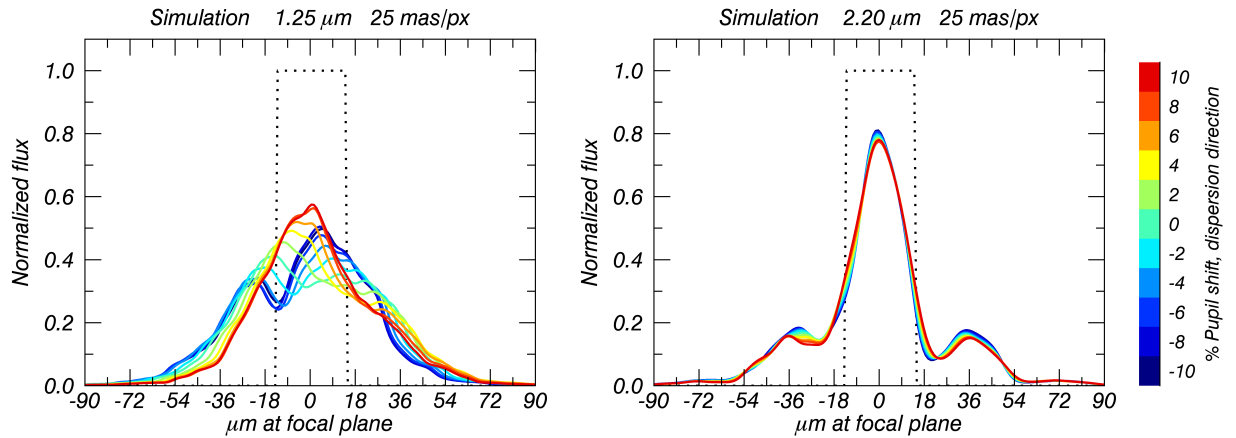 Simulation 1.25 μm 25 mas/px
Normalized flux
1.0
0.8
0.6
0.4
0.2
0.0
-90 -72 -54 -36 -18 0 18 36 54 72 90
μm at focal plane
Simulation 2.20 μm 25 mas/px
Normalized flux
1.0
0.8
0.6
0.4
0.2
0.0
-90 -72 -54 -36 -18 0 18 36 54 72 90
μm at focal plane
10
8
6
4
2
0
-2
-4
-6
-8
-10
% Pupil shift, dispersion direction